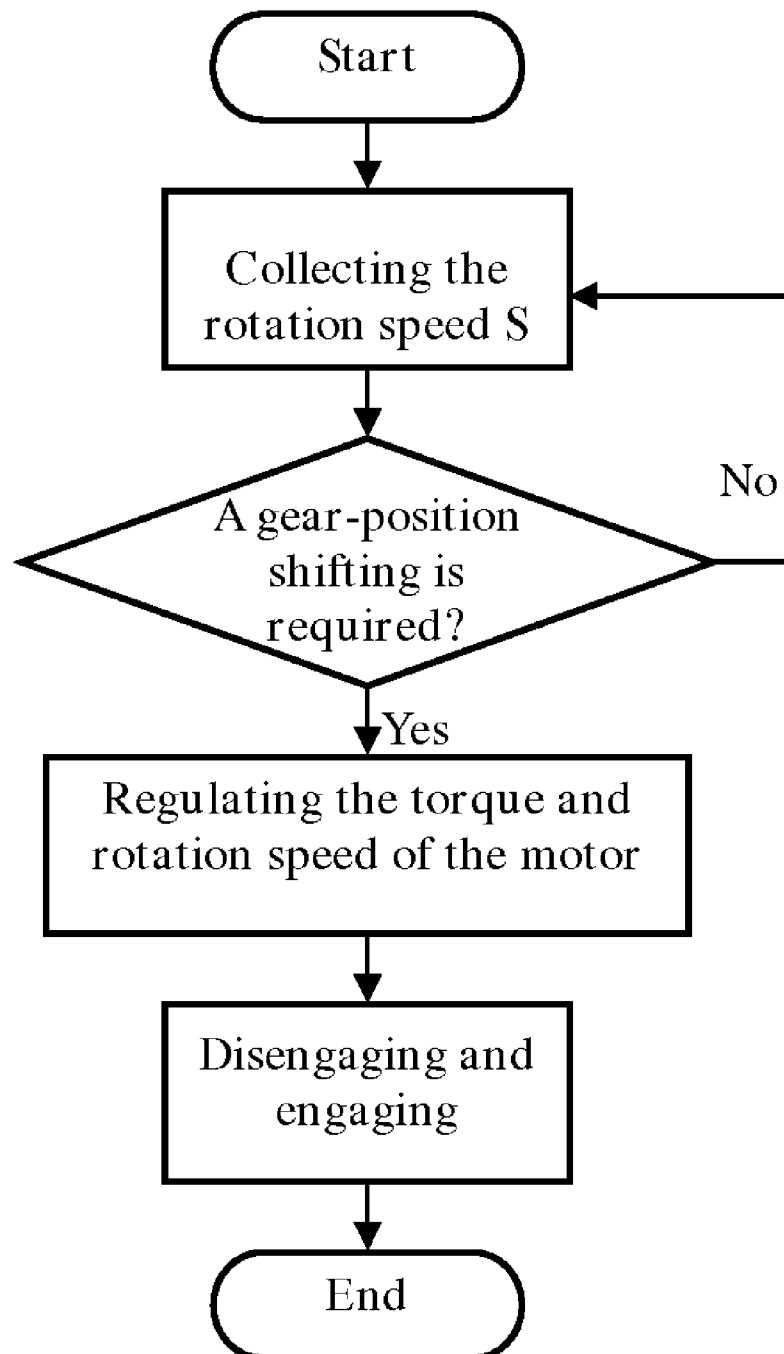 Start
Collecting the
rotation speed S
A gear-position
shifting is
required?
No
Yes
Regulating the torque and
rotation speed of the motor
Disengaging and
engaging
End